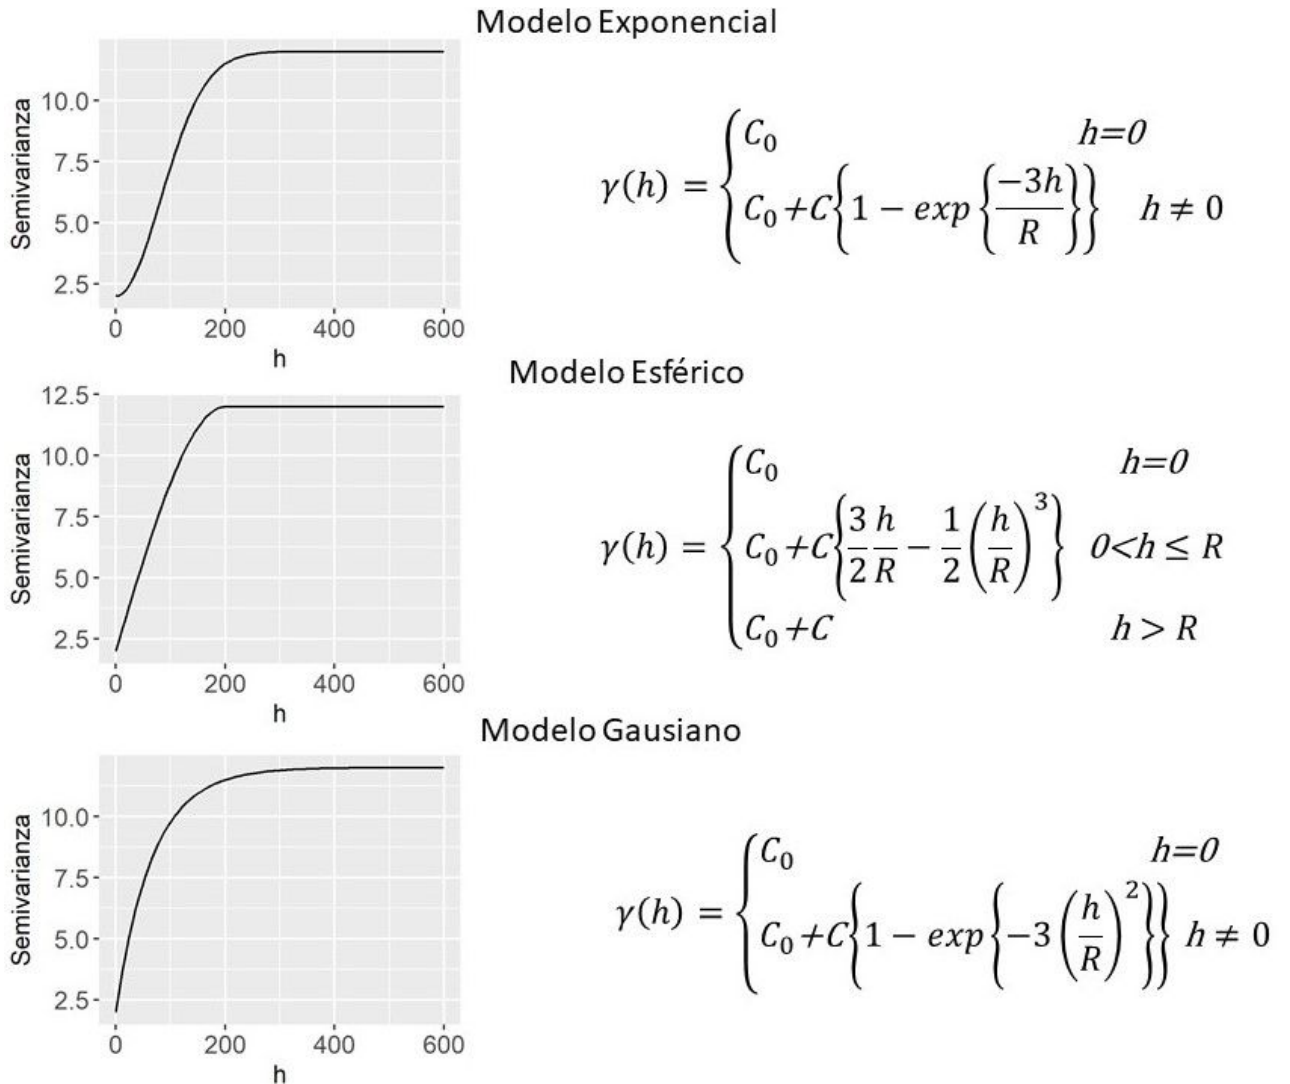 Modelo Exponencial
Semivarianza
10.0
7.5
5.0
2.5
0 200 400 600
h
γ(h) = { C₀ h=0
C₀+C{1 − exp{−3h/R}} h ≠ 0
Modelo Esférico
Semivarianza
12.5
10.0
7.5
5.0
2.5
0 200 400 600
h
γ(h) = { C₀ h=0
C₀+C{3/2 h/R − 1/2 (h/R)³} 0<h ≤ R
C₀+C h > R
Modelo Gausiano
Semivarianza
10.0
7.5
5.0
2.5
0 200 400 600
h
γ(h) = { C₀ h=0
C₀+C{1 − exp{−3(h/R)²}} h ≠ 0